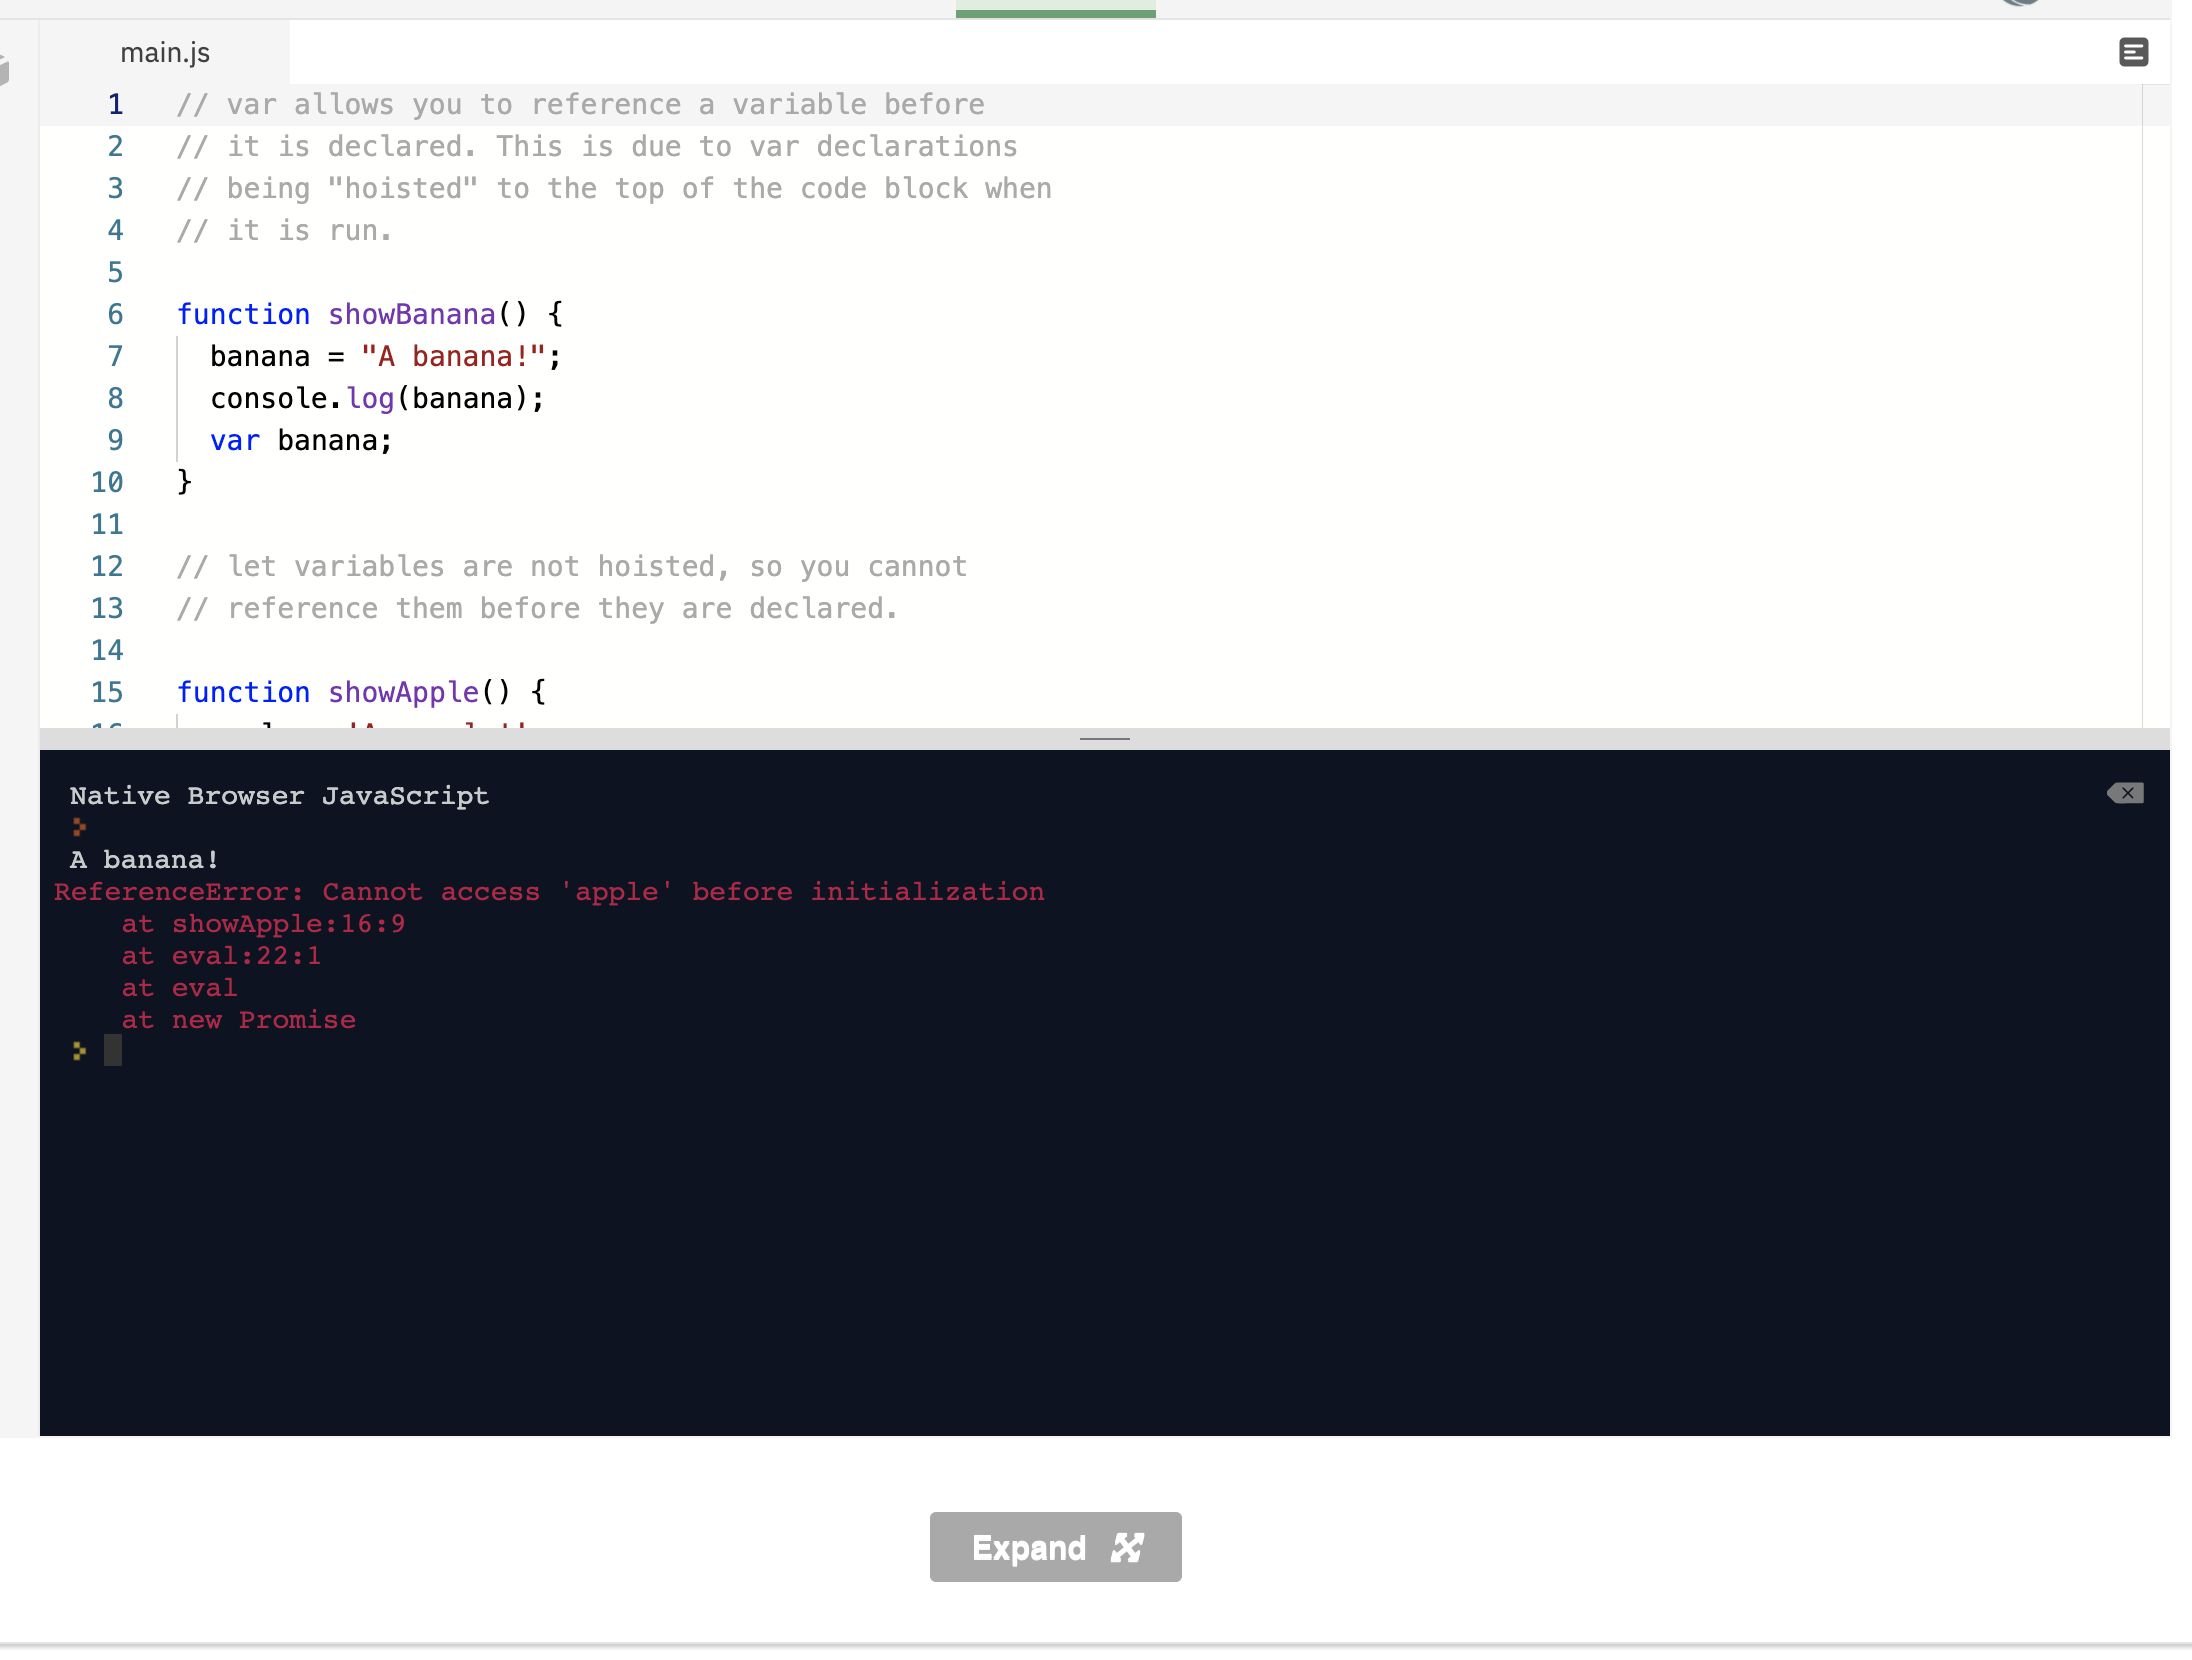 main.js
1 // var allows you to reference a variable before
2 // it is declared. This is due to var declarations
3 // being "hoisted" to the top of the code block when
4 // it is run.
5
6 function showBanana() {
7 banana = "A banana!";
8 console.log(banana);
9 var banana;
10 }
11
12 // let variables are not hoisted, so you cannot
13 // reference them before they are declared.
14
15 function showApple() {
Native Browser JavaScript
A banana!
ReferenceError: Cannot access 'apple' before initialization
at showApple:16:9
at eval:22:1
at eval
at new Promise
Expand